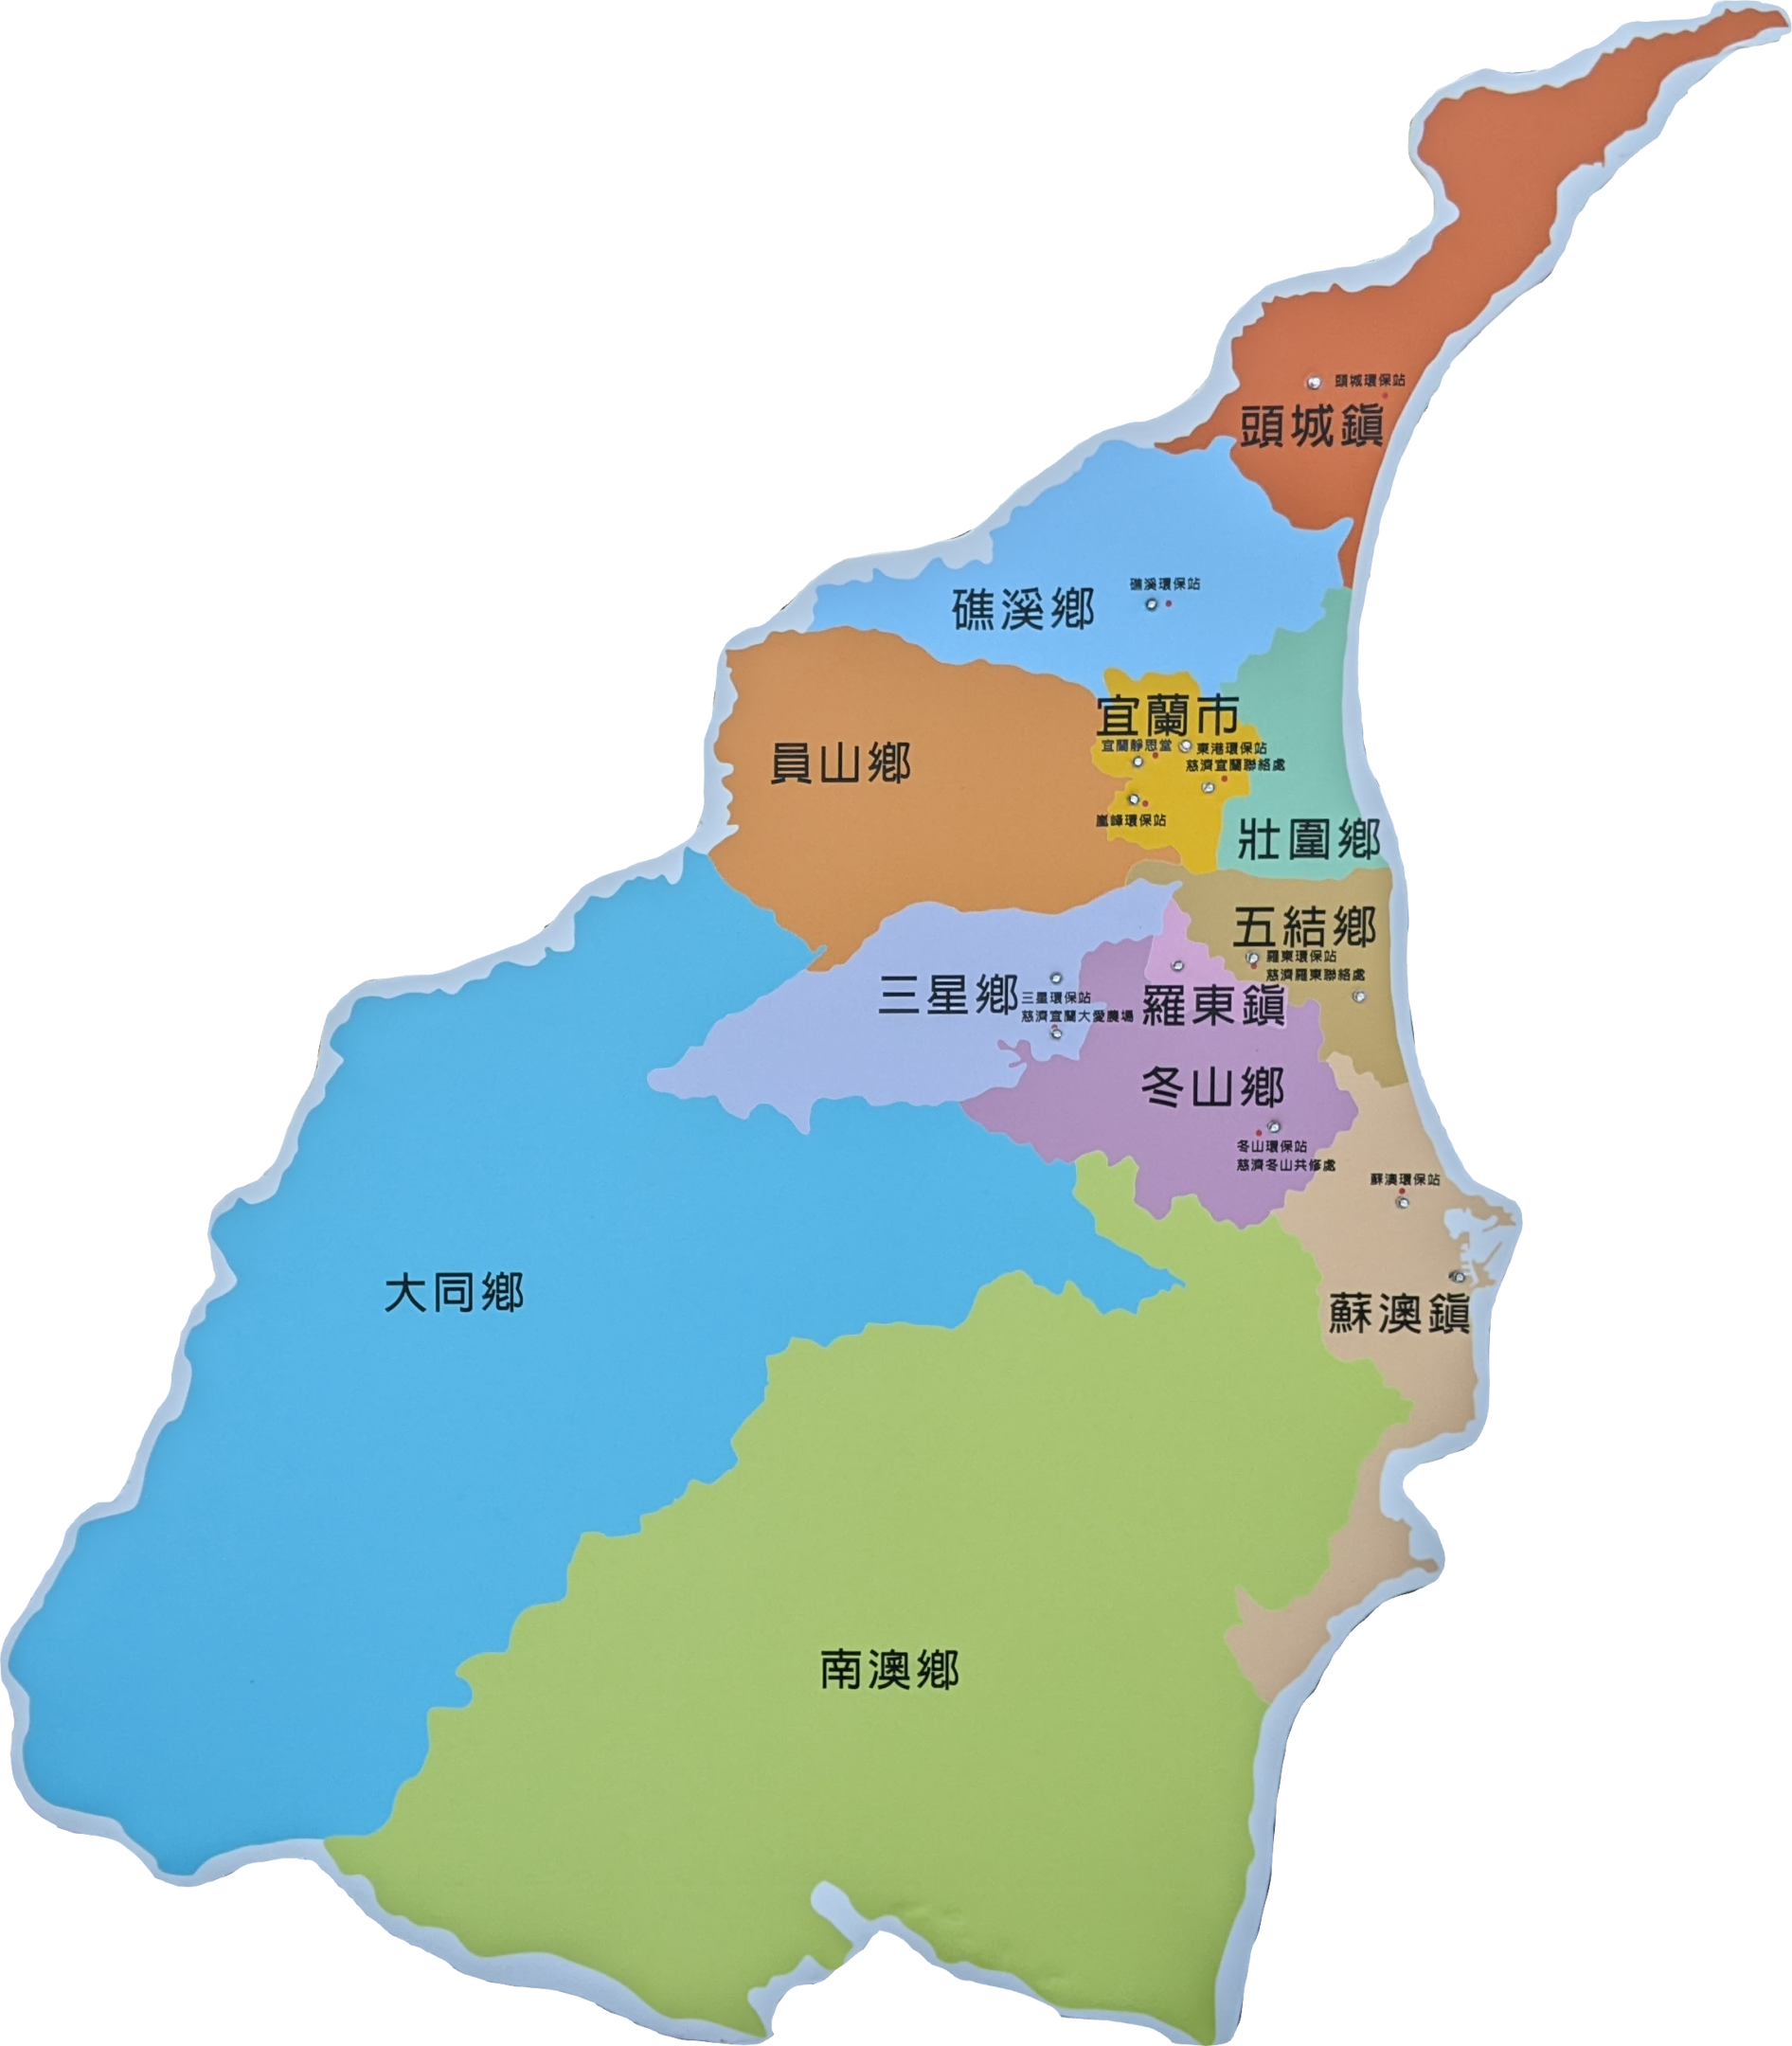 頭城環保站
頭城鎮
礁溪環保站
礁溪鄉
宜蘭市
宜蘭靜思堂
東港環保站
慈濟宜蘭聯絡處
員山鄉
嵐峰環保站
壯圍鄉
五結鄉
羅東環保站
慈濟羅東聯絡處
三星鄉
三星環保站
慈濟宜蘭大愛農場
羅東鎮
冬山鄉
冬山環保站
慈濟冬山共修處
蘇澳環保站
大同鄉
蘇澳鎮
南澳鄉